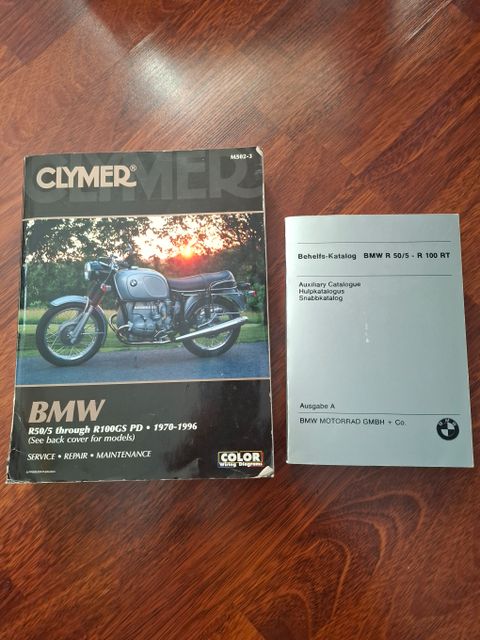 M502-3
CLYMER
CLYMER®
BMW
R50/5 through R100GS PD • 1970-1996
(See back cover for models)
SERVICE • REPAIR • MAINTENANCE
COLOR
Wiring Diagrams
Behelfs-Katalog BMW R 50/5 - R 100 RT
Auxiliary Catalogue
Hulpkatalogus
Snabbkatalog
Ausgabe A
BMW MOTORRAD GMBH + Co.